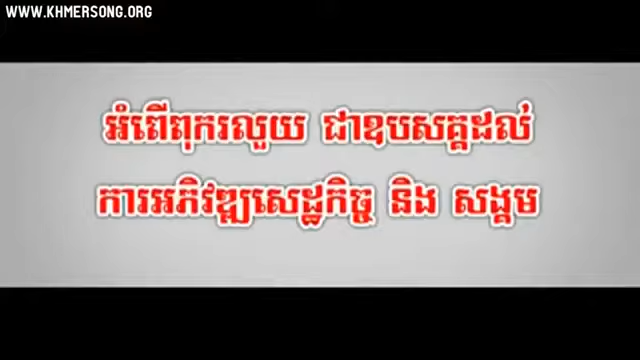 WWW.KHMERSONG.ORG
អំពើពុករលួយ ជាឧបសគ្គដល់
ការអភិវឌ្ឍសេដ្ឋកិច្ច និង សង្គម